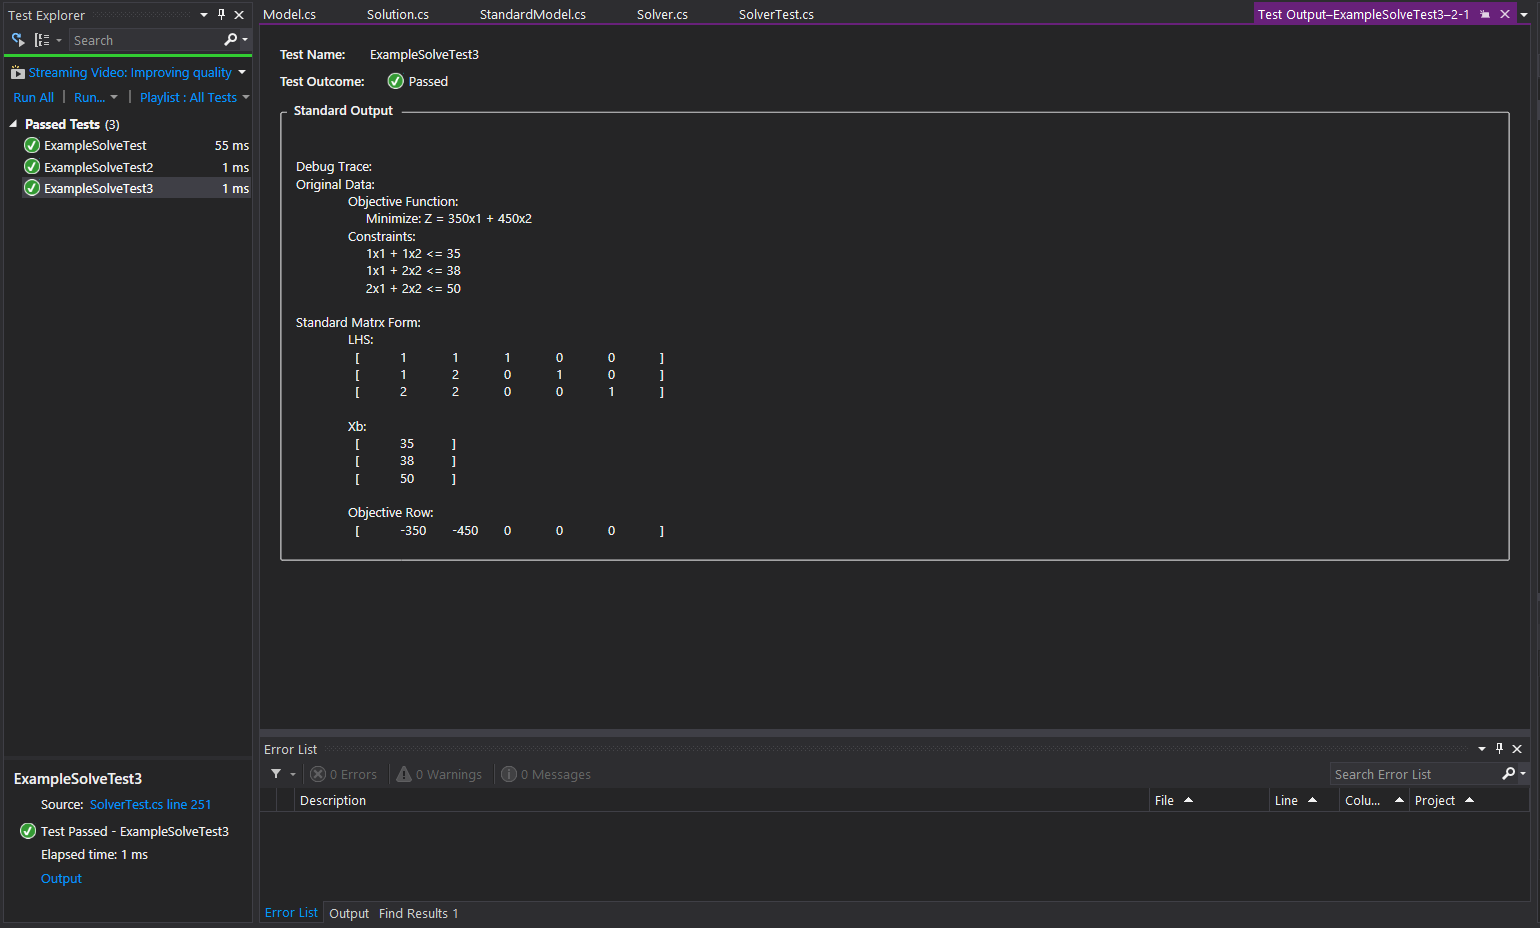 Test Explorer
Search
Streaming Video: Improving quality
Run All | Run... | Playlist : All Tests
Passed Tests (3)
ExampleSolveTest 55 ms
ExampleSolveTest2 1 ms
ExampleSolveTest3 1 ms
ExampleSolveTest3
Source: SolverTest.cs line 251
Test Passed - ExampleSolveTest3
Elapsed time: 1 ms
Output
Model.cs Solution.cs StandardModel.cs Solver.cs SolverTest.cs Test Output–ExampleSolveTest3–2-1
Test Name: ExampleSolveTest3
Test Outcome: Passed
Standard Output
Debug Trace:
Original Data:
Objective Function:
Minimize: Z = 350x1 + 450x2
Constraints:
1x1 + 1x2 <= 35
1x1 + 2x2 <= 38
2x1 + 2x2 <= 50
Standard Matrx Form:
LHS:
[ 1 1 1 0 0 ]
[ 1 2 0 1 0 ]
[ 2 2 0 0 1 ]
Xb:
[ 35 ]
[ 38 ]
[ 50 ]
Objective Row:
[ -350 -450 0 0 0 ]
Error List
0 Errors 0 Warnings 0 Messages Search Error List
Description File Line Colu... Project
Error List Output Find Results 1